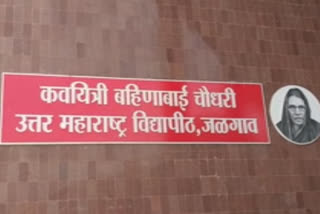 कवयित्री बहिणाबाई चौधरी
उत्तर महाराष्ट्र विद्यापीठ,जळगाव